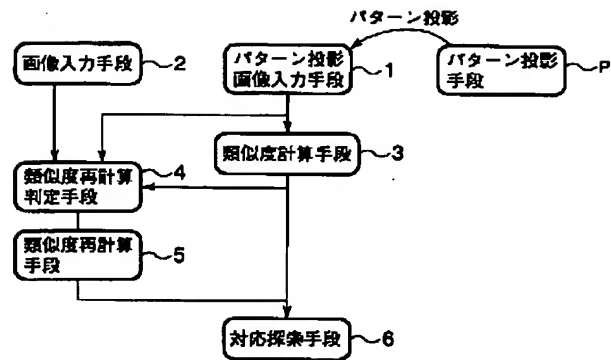 パターン投影
画像入力手段
2
パターン投影
画像入力手段
1
パターン投影
手段
P
類似度計算手段
3
類似度再計算
判定手段
4
類似度再計算
手段
5
対応探索手段
6